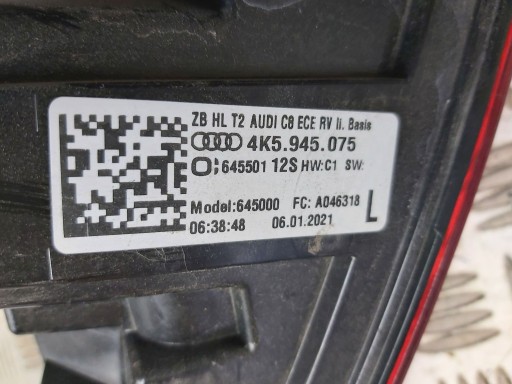 ZB HL T2 AUDI C8 ECE RV li. Basis
4K5.945.075
645501 12S HW:C1 SW:
Model:645000 FC: A046318 L
06:38:48 06.01.2021